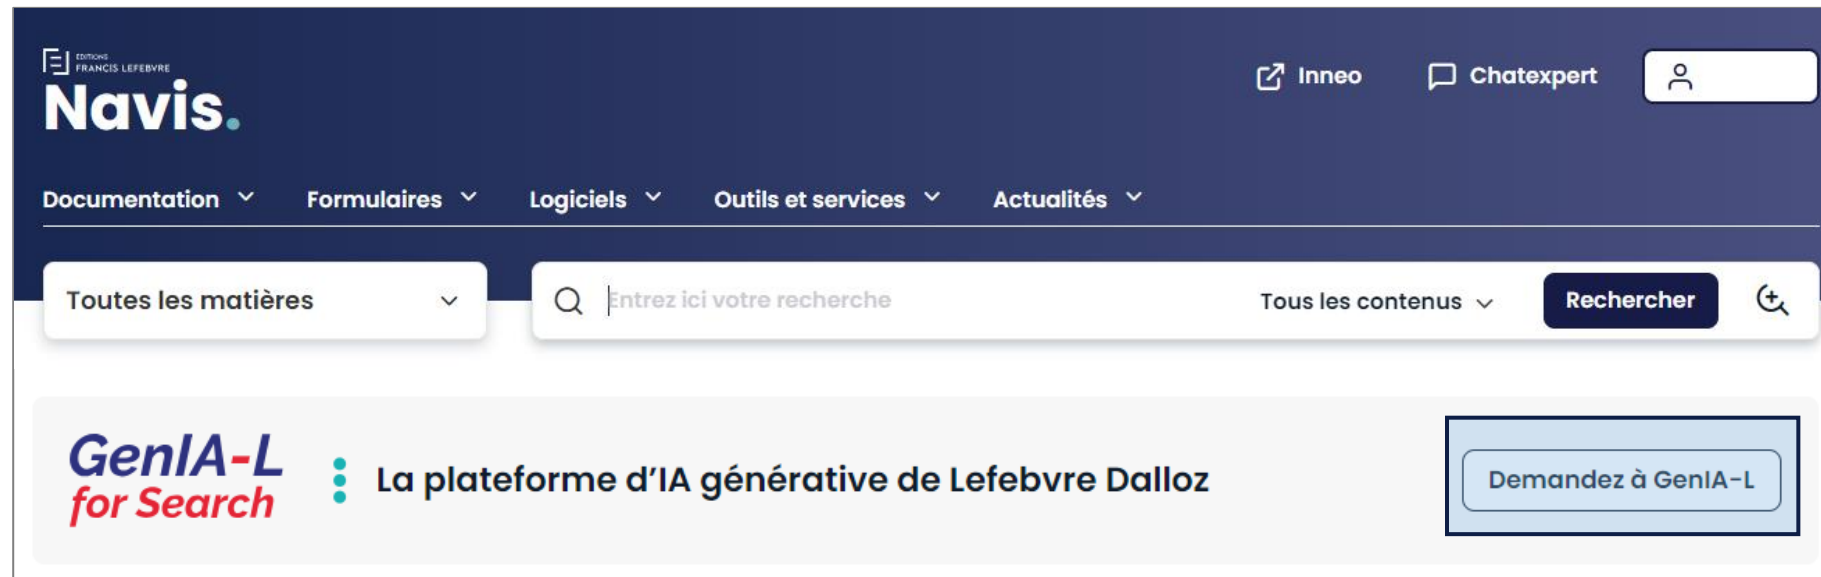 EDITIONS
FRANCIS LEFEBVRE
Navis.
Inneo
Chatexpert
Documentation
Formulaires
Logiciels
Outils et services
Actualités
Toutes les matières
Entrez ici votre recherche
Tous les contenus
Rechercher
GenIA-L
for Search
La plateforme d'IA générative de Lefebvre Dalloz
Demandez à GenIA-L